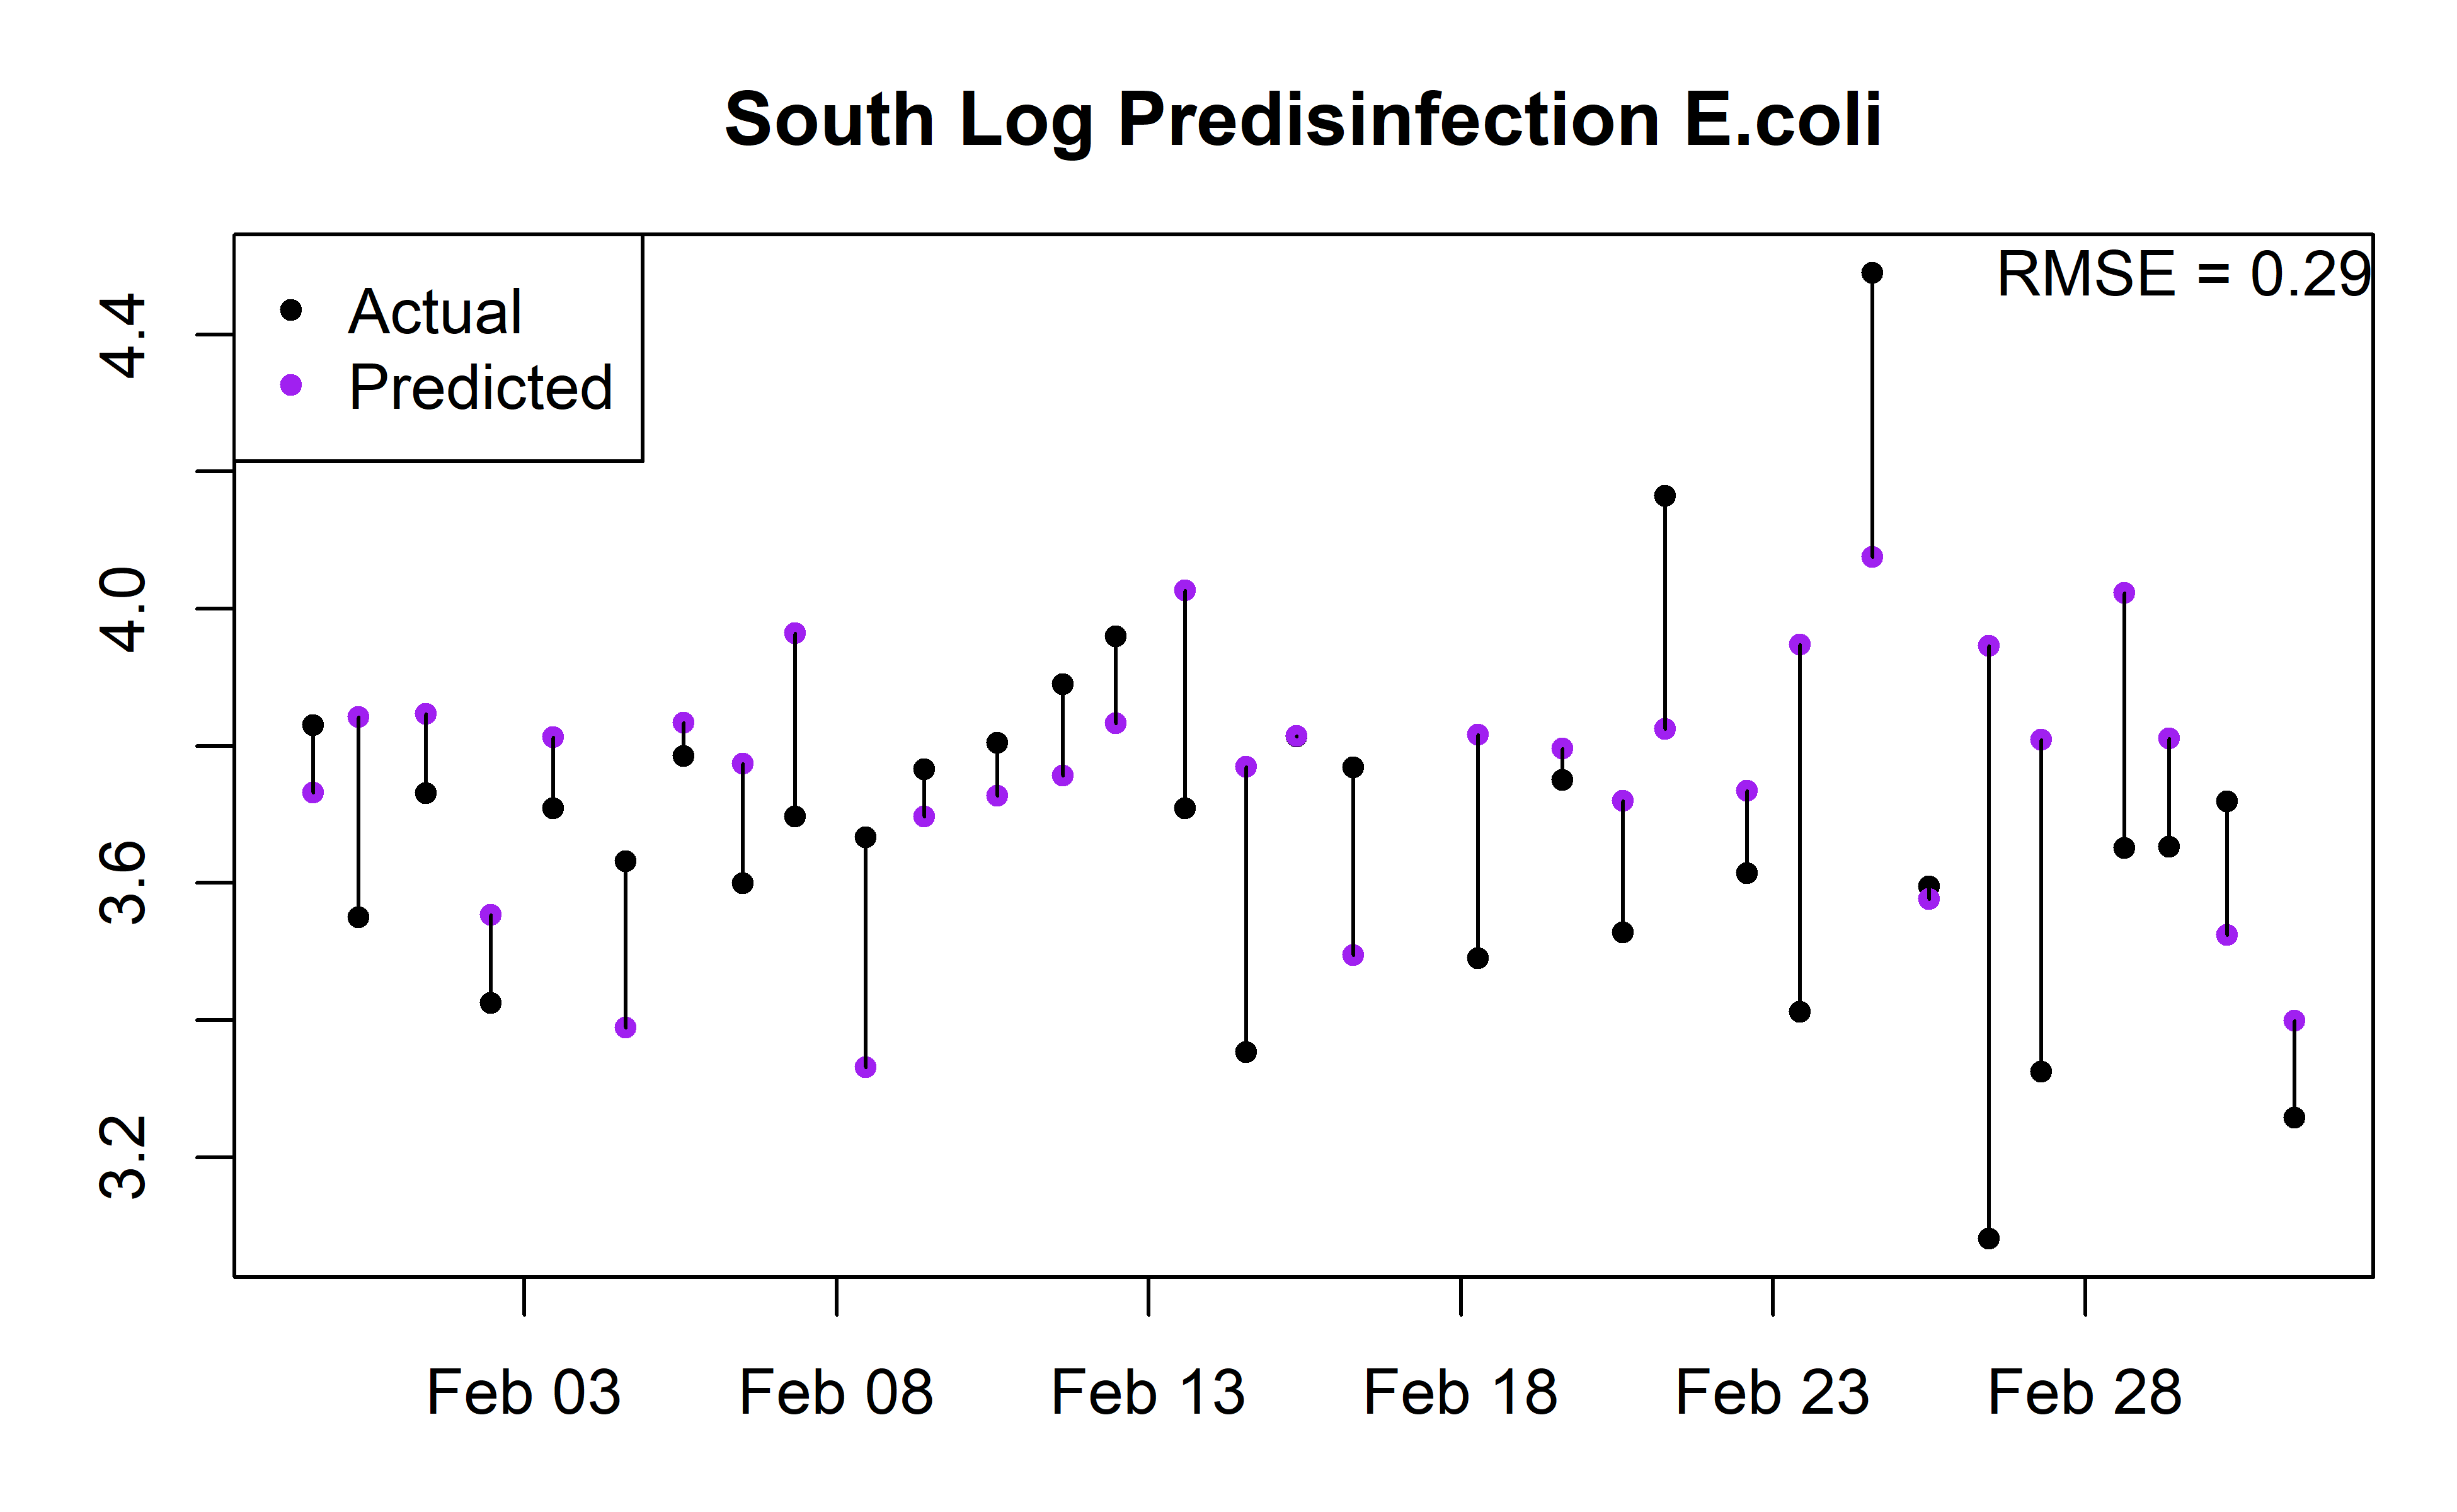 South Log Predisinfection E.coli
Actual
Predicted
RMSE = 0.29
4.4
4.0
3.6
3.2
Feb 03 Feb 08 Feb 13 Feb 18 Feb 23 Feb 28